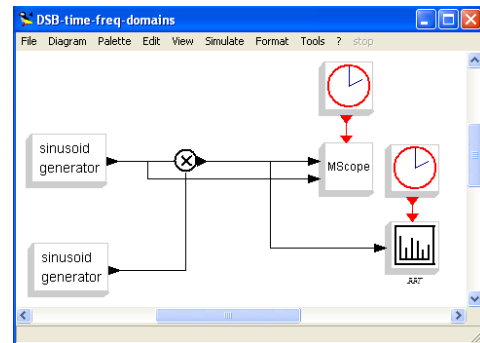 DSB-time-freq-domains
File Diagram Palette Edit View Simulate Format Tools ? stop
sinusoid
generator
MScope
sinusoid
generator